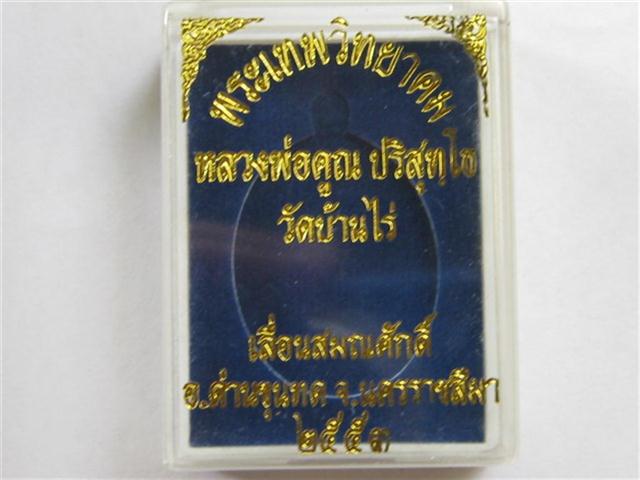 พระเทพวิทยาคม
หลวงพ่อคูณ ปริสุทฺโธ
วัดบ้านไร่
เลื่อนสมณศักดิ์
อ.ด่านขุนทด จ.นครราชสีมา
๒๕๕๓